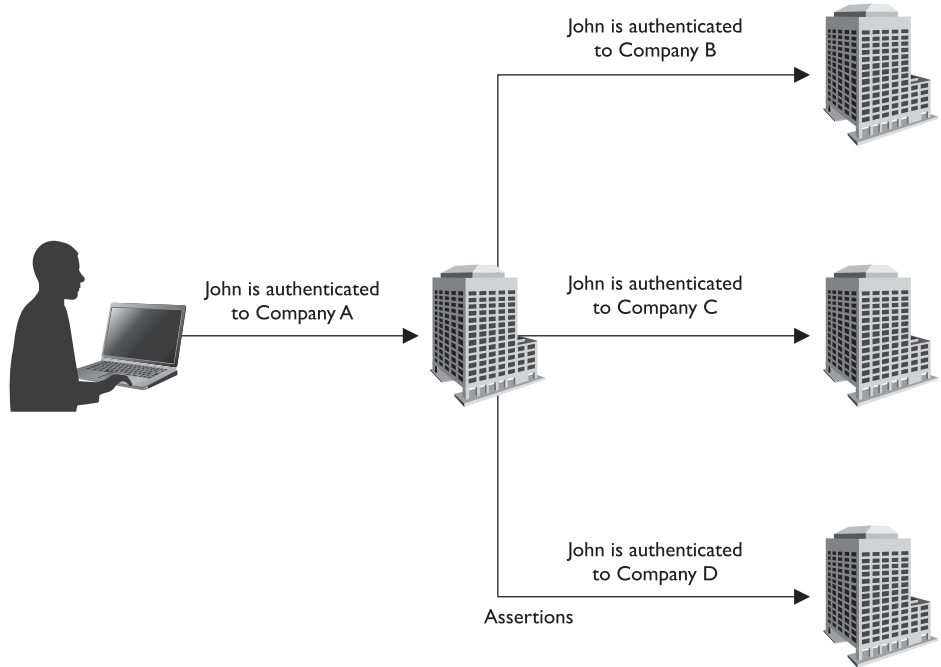 John is authenticated
to Company B
John is authenticated
to Company A
John is authenticated
to Company C
John is authenticated
to Company D
Assertions